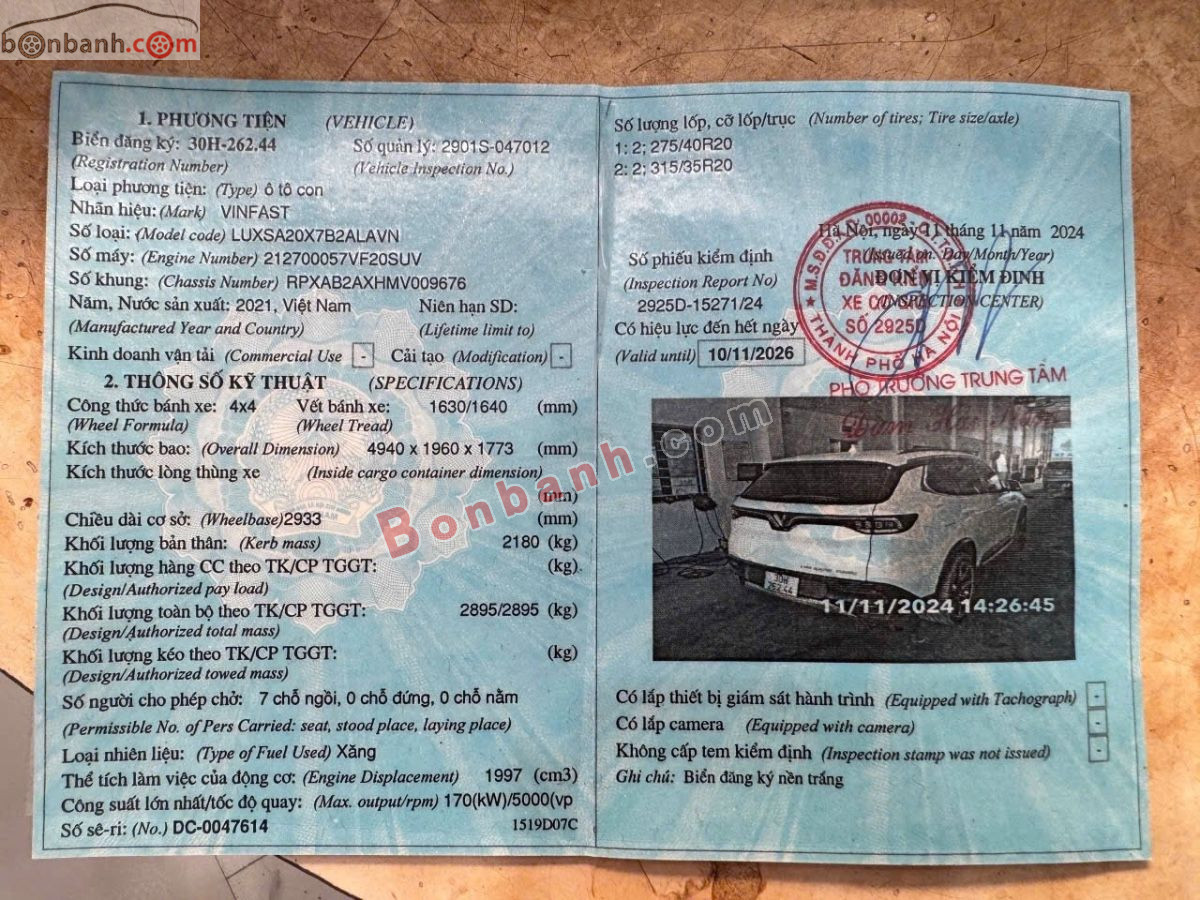 bonbanh.com
1. PHƯƠNG TIỆN (VEHICLE)
Biển đăng ký: 30H-262.44 Số quản lý: 2901S-047012
(Registration Number) (Vehicle Inspection No.)
Loại phương tiện: (Type) ô tô con
Nhãn hiệu: (Mark) VINFAST
Số loại: (Model code) LUXSA20X7B2ALAVN
Số máy: (Engine Number) 212700057VF20SUV
Số khung: (Chassis Number) RPXAB2AXHMV009676
Năm, Nước sản xuất: 2021, Việt Nam Niên hạn SD:
(Manufactured Year and Country) (Lifetime limit to)
Kinh doanh vận tải (Commercial Use - Cải tạo (Modification) -
2. THÔNG SỐ KỸ THUẬT (SPECIFICATIONS)
Công thức bánh xe: 4x4 Vết bánh xe: 1630/1640 (mm)
(Wheel Formula) (Wheel Tread)
Kích thước bao: (Overall Dimension) 4940 x 1960 x 1773 (mm)
Kích thước lòng thùng xe (Inside cargo container dimension)
(mm)
Chiều dài cơ sở: (Wheelbase) 2933 (mm)
Khối lượng bản thân: (Kerb mass) 2180 (kg)
Khối lượng hàng CC theo TK/CP TGGT: (kg).
(Design/Authorized pay load)
Khối lượng toàn bộ theo TK/CP TGGT: 2895/2895 (kg)
(Design/Authorized total mass)
Khối lượng kéo theo TK/CP TGGT: (kg)
(Design/Authorized towed mass)
Số người cho phép chở: 7 chỗ ngồi, 0 chỗ đứng, 0 chỗ nằm
(Permissible No. of Pers Carried: seat, stood place, laying place)
Loại nhiên liệu: (Type of Fuel Used) Xăng
Thể tích làm việc của động cơ: (Engine Displacement) 1997 (cm3)
Công suất lớn nhất/tốc độ quay: (Max. output/rpm) 170(kW)/5000(vp
Số sê-ri: (No.) DC-0047614 1519D07C
Số lượng lốp, cỡ lốp/trục (Number of tires; Tire size/axle)
1: 2; 275/40R20
2: 2; 315/35R20
Hà Nội, ngày 11 tháng 11 năm 2024
(Issued on: Day/Month/Year)
Số phiếu kiểm định ĐƠN VỊ KIỂM ĐỊNH
(Inspection Report No) (INSPECTION CENTER)
2925D-15271/24
Có hiệu lực đến hết ngày
(Valid until) 10/11/2026
TRUNG TÂM
ĐĂNG KIỂM
XE CƠ GIỚI
SỐ 2925D
THÀNH PHỐ HÀ NỘI
PHÓ TRƯỞNG TRUNG TÂM
Bonbanh.com
30H
262.44
11/11/2024 14:26:45
Có lắp thiết bị giám sát hành trình (Equipped with Tachograph) -
Có lắp camera (Equipped with camera) -
Không cấp tem kiểm định (Inspection stamp was not issued) -
Ghi chú: Biển đăng ký nền trắng